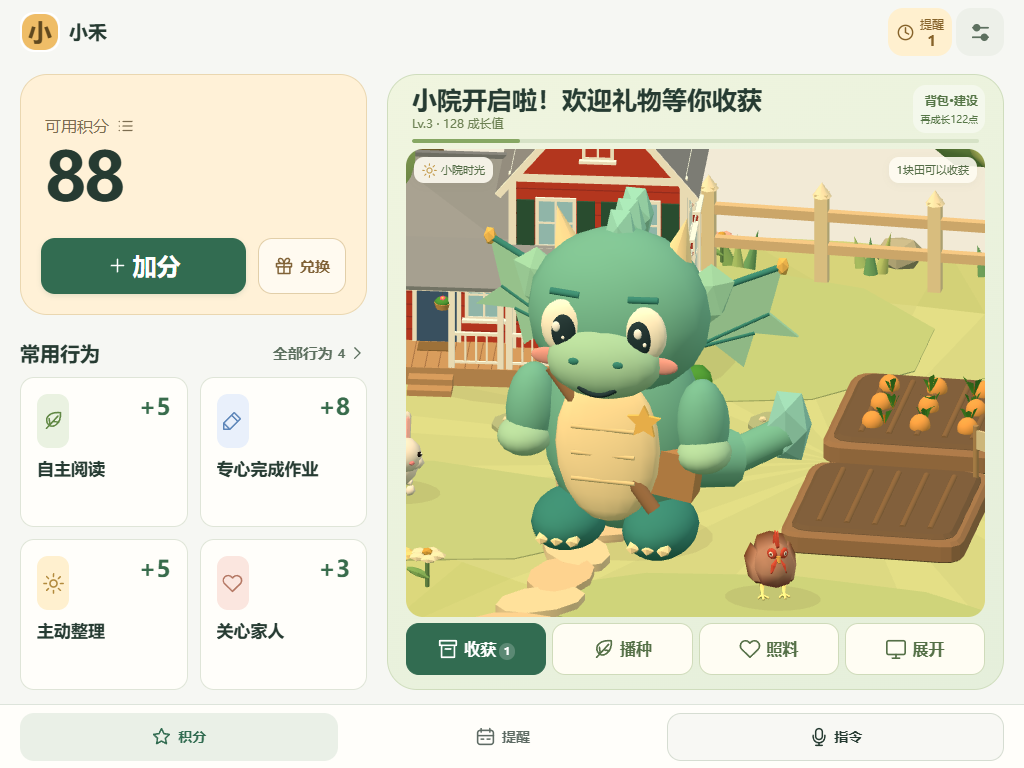 小 小禾
提醒
1
可用积分
88
+ 加分
兑换
常用行为
全部行为 4
+5
自主阅读
+8
专心完成作业
+5
主动整理
+3
关心家人
小院开启啦！欢迎礼物等你收获
Lv.3 · 128 成长值
背包•建设
再成长122点
小院时光
1块田可以收获
收获 1
播种
照料
展开
积分
提醒
指令